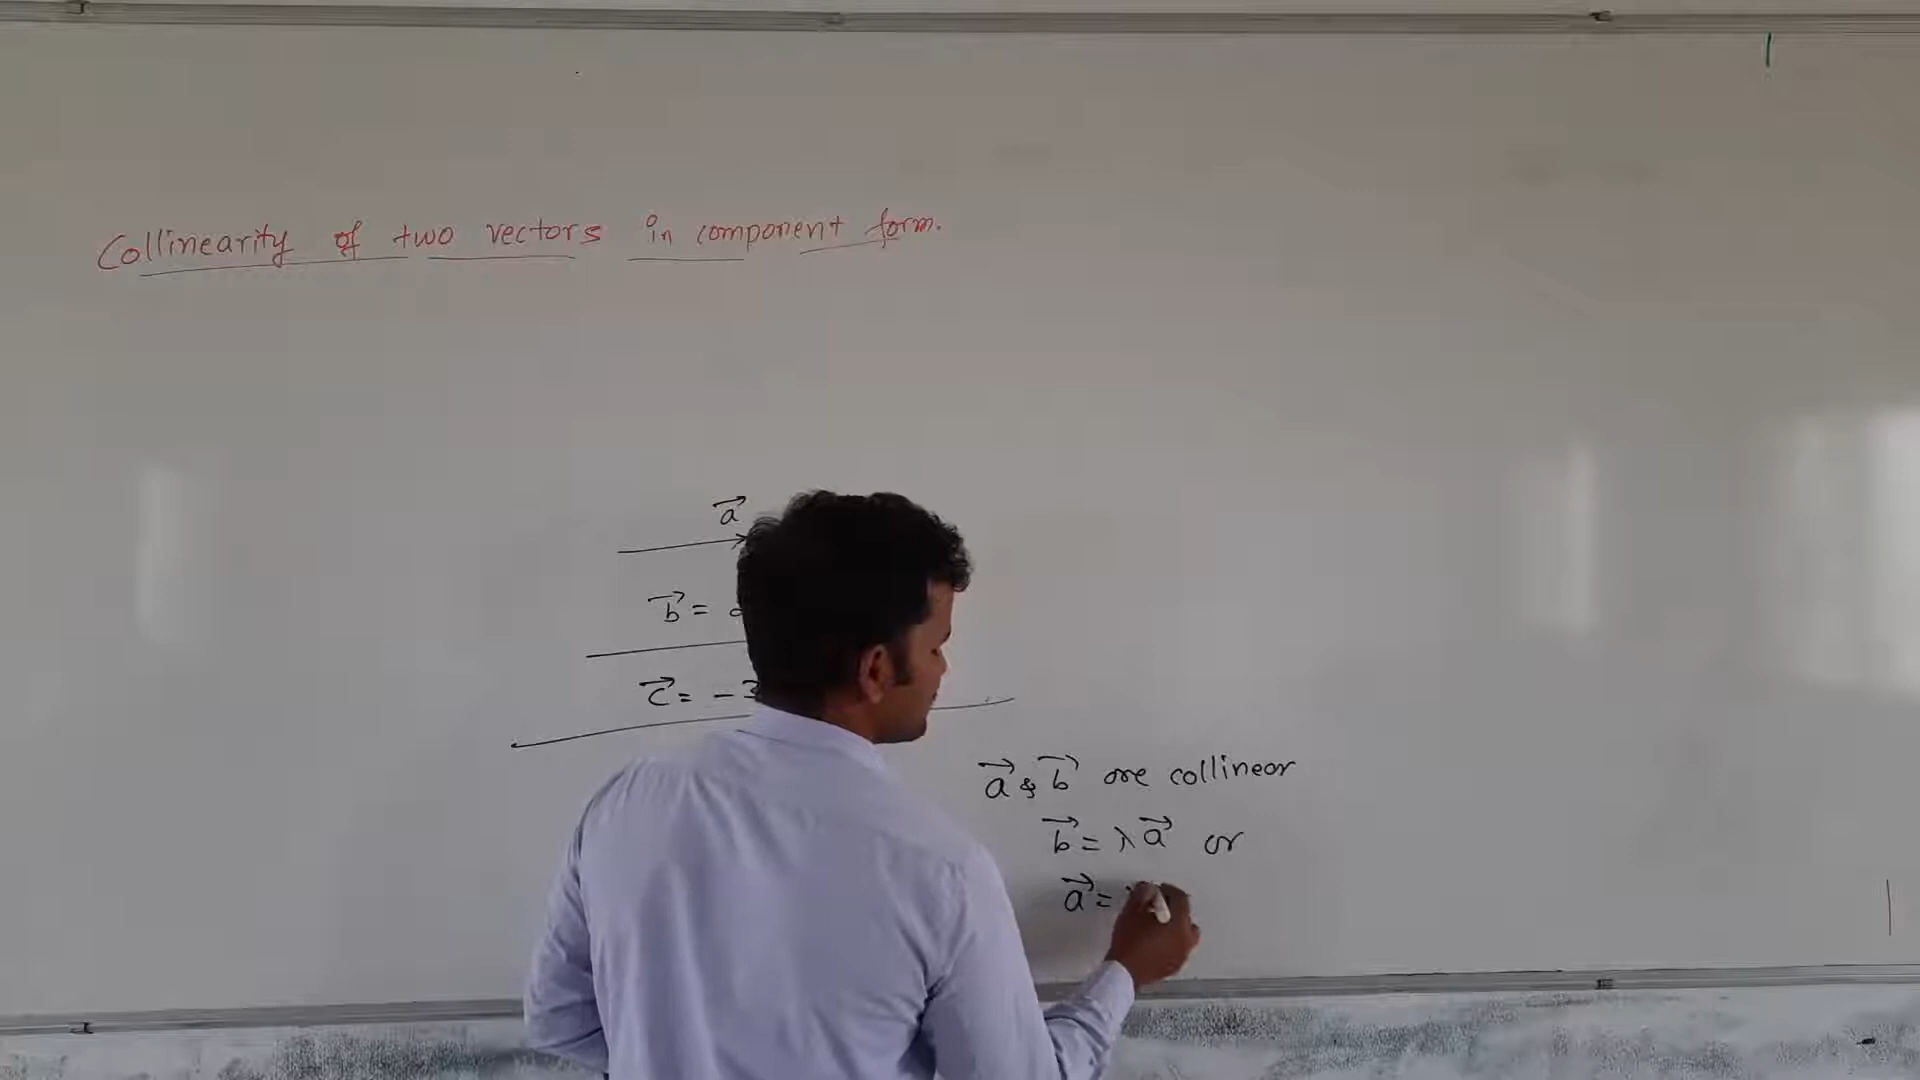 Collinearity of two vectors in component form.
a⃗
b⃗ =
c⃗ = -
a⃗ & b⃗ are collinear
b⃗ = λ a⃗ or
a⃗ =